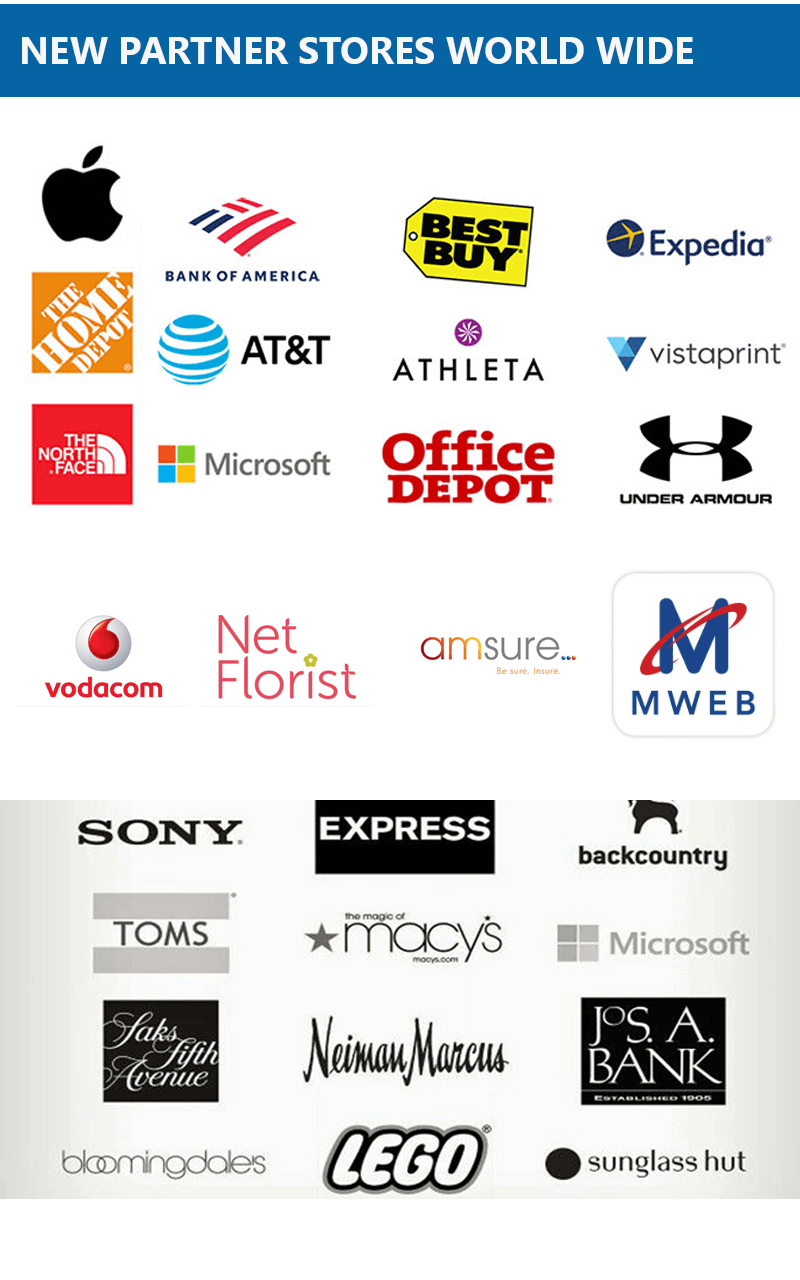 NEW PARTNER STORES WORLD WIDE
BANK OF AMERICA
BEST
BUY
Expedia®
THE
HOME
DEPOT
®
AT&T
ATHLETA
vistaprint®
THE
NORTH
FACE
Microsoft
Office
DEPOT
UNDER ARMOUR
vodacom
Net
Florist
amsure...
Be sure. Insure.
M
MWEB
SONY
EXPRESS
backcountry
TOMS
the magic of
macy's
macys.com
Microsoft
Saks
Fifth
Avenue
Neiman Marcus
JOS. A.
BANK
ESTABLISHED 1905
bloomingdale's
LEGO®
sunglass hut